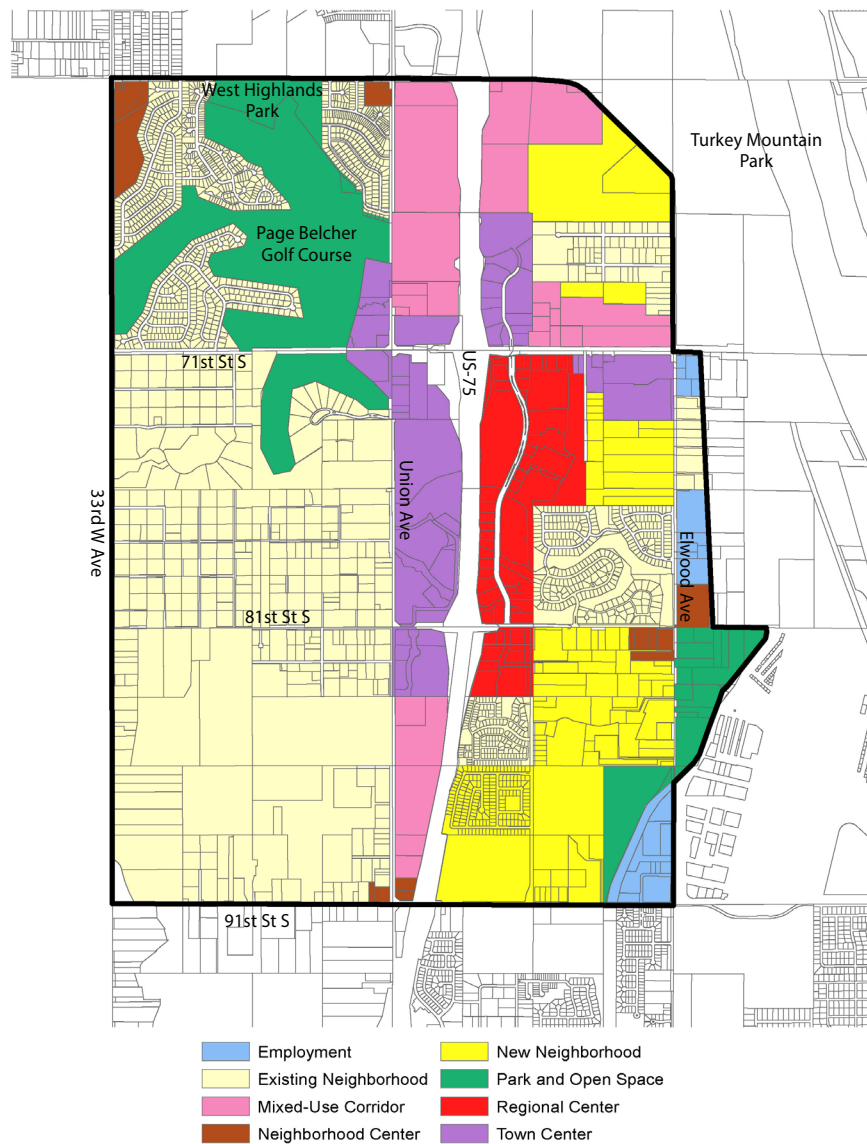 West Highlands
Park
Turkey Mountain
Park
Page Belcher
Golf Course
71st St S
US-75
33rd W Ave
Union Ave
Elwood Ave
81st St S
91st St S
Employment
Existing Neighborhood
Mixed-Use Corridor
Neighborhood Center
New Neighborhood
Park and Open Space
Regional Center
Town Center